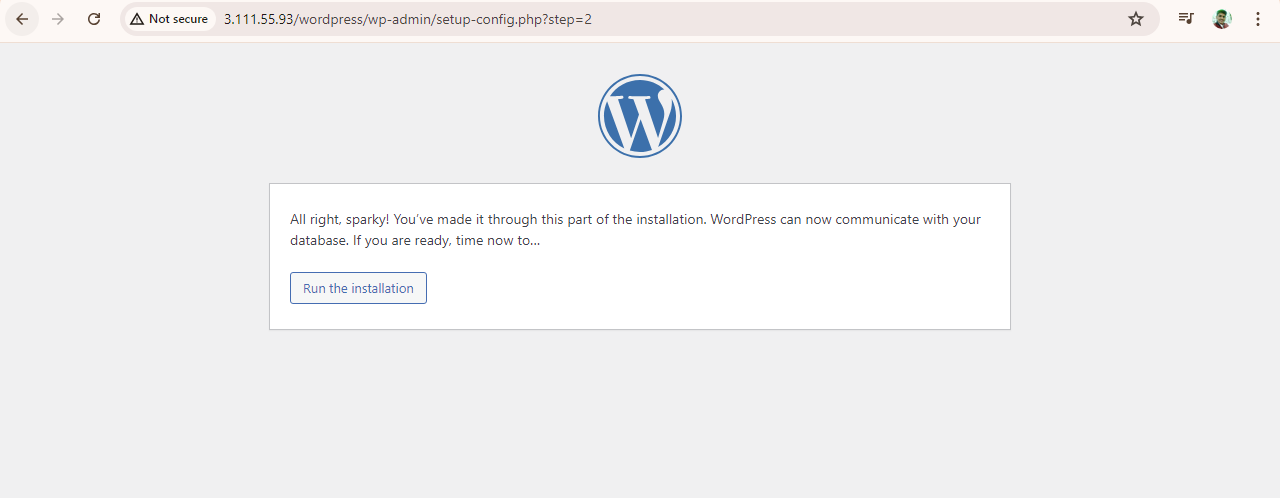 Not secure 3.111.55.93/wordpress/wp-admin/setup-config.php?step=2
W
All right, sparky! You’ve made it through this part of the installation. WordPress can now communicate with your
database. If you are ready, time now to…
Run the installation